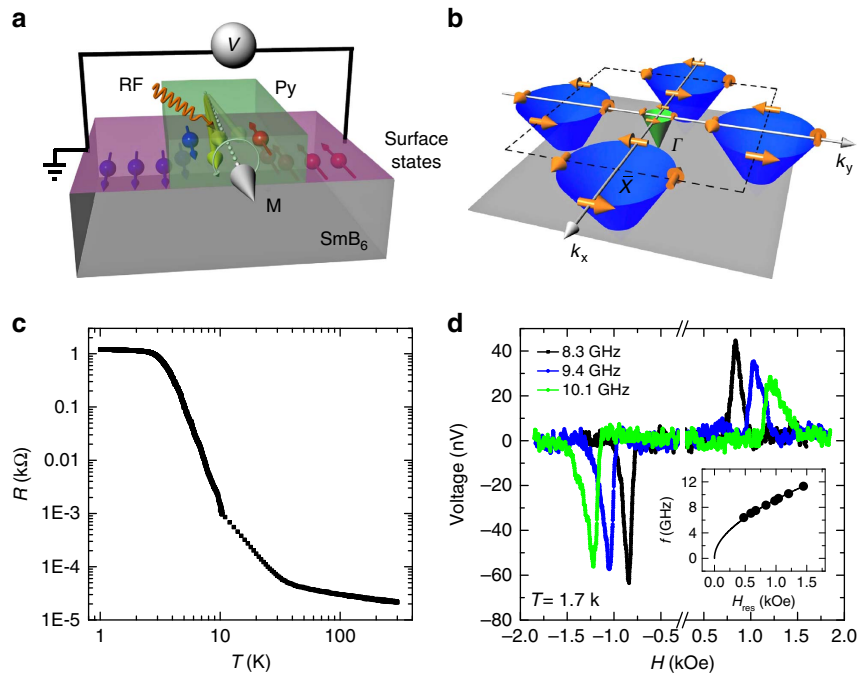 a
V
RF
Py
Surface
states
M
SmB₆
b
Γ
X̄
k_y
k_x
c
1
0.1
0.01
1E-3
1E-4
1E-5
R (kΩ)
1 10 100
T (K)
d
8.3 GHz
9.4 GHz
10.1 GHz
40
20
0
−20
−40
−60
−80
Voltage (nV)
T= 1.7 k
−2.0 −1.5 −1.0 −0.5 0.5 1.0 1.5 2.0
H (kOe)
12
8
4
0
f (GHz)
0.0 0.5 1.0 1.5
H_res (kOe)